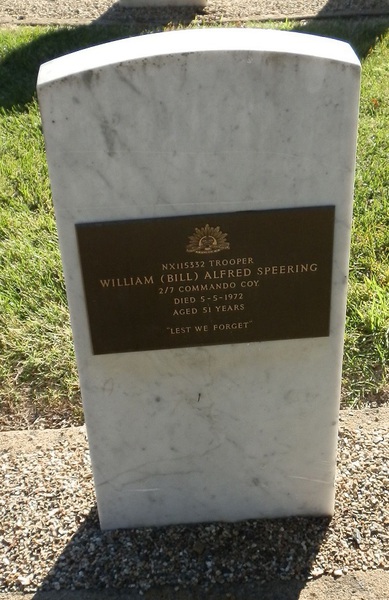 NX115332 TROOPER
WILLIAM (BILL) ALFRED SPEERING
2/7 COMMANDO COY
DIED 5-5-1972
AGED 51 YEARS
"LEST WE FORGET"